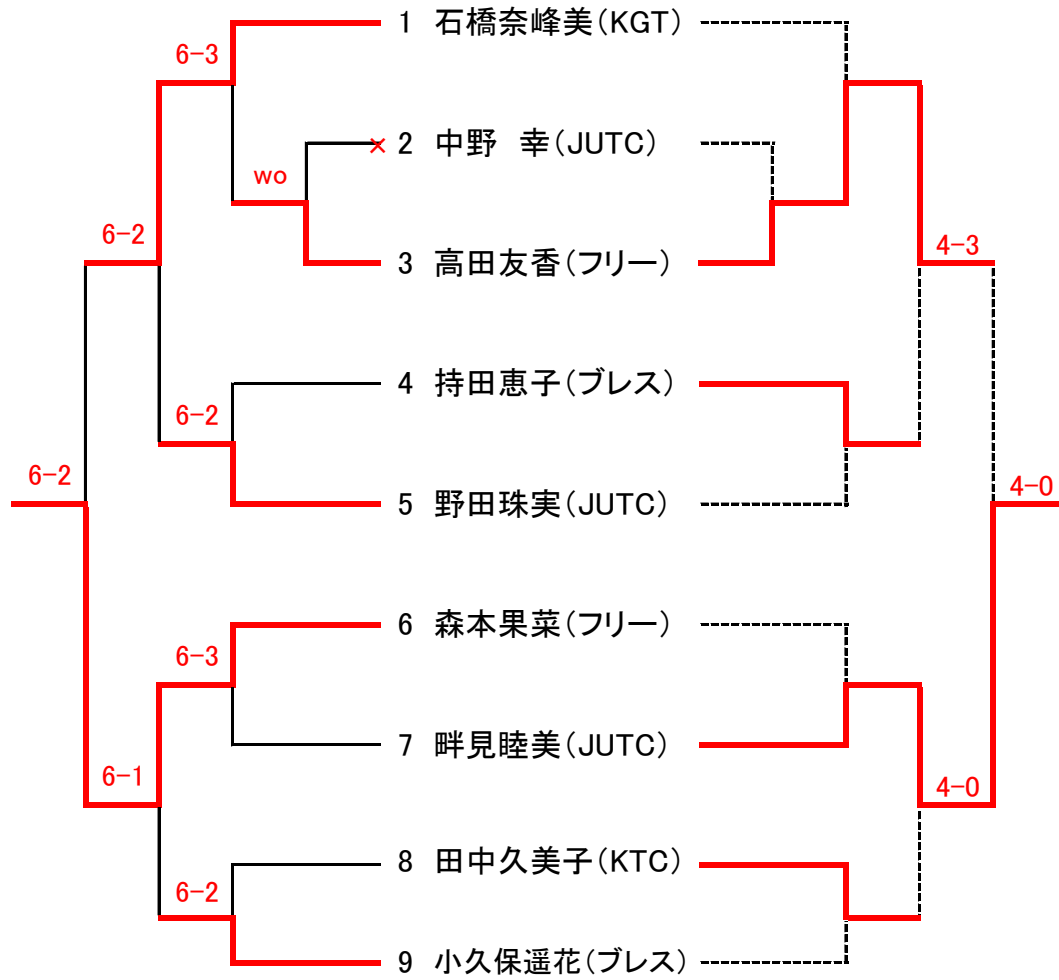 1 石橋奈峰美(KGT)
6-3
× 2 中野 幸(JUTC)
wo
6-2
3 高田友香(フリー)
4-3
4 持田恵子(ブレス)
6-2
6-2
5 野田珠実(JUTC)
4-0
6 森本果菜(フリー)
6-3
7 畔見睦美(JUTC)
6-1
4-0
8 田中久美子(KTC)
6-2
9 小久保遥花(ブレス)